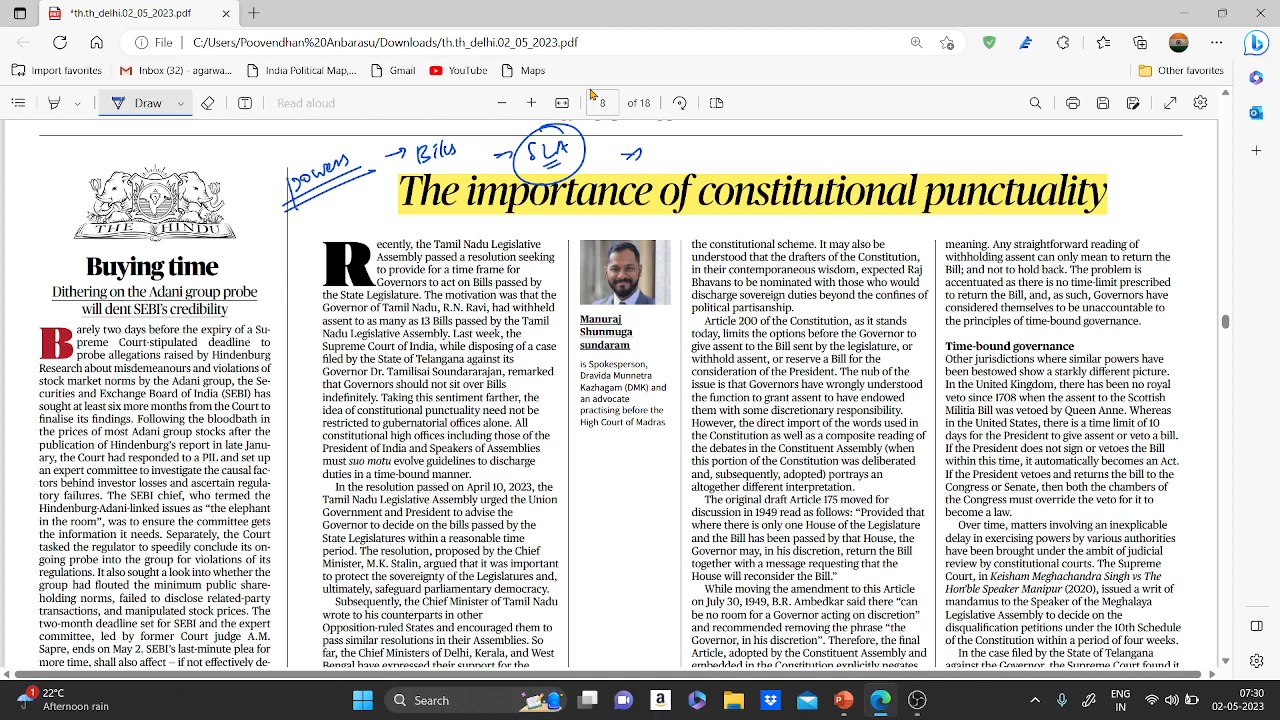 *th.th_delhi.02_05_2023.pdf
File
C:/Users/Poovendhan%20Anbarasu/Downloads/th.th_delhi.02_05_2023.pdf
Import favorites
Inbox (32) - agarwa...
India Political Map,...
Gmail
YouTube
Maps
Other favorites
Draw
Read aloud
8 of 18
powers → Bills → SLA →
THE HINDU
Buying time
Dithering on the Adani group probe
will dent SEBI's credibility
Barely two days before the expiry of a Su-
preme Court-stipulated deadline to
probe allegations raised by Hindenburg
Research about misdemeanours and violations of
stock market norms by the Adani group, the Se-
curities and Exchange Board of India (SEBI) has
sought at least six more months from the Court to
finalise its findings. Following the bloodbath in
the prices of most Adani group stocks after the
publication of Hindenburg's report in late Janu-
ary, the Court had responded to a PIL and set up
an expert committee to investigate the causal fac-
tors behind investor losses and ascertain regula-
tory failures. The SEBI chief, who termed the
Hindenburg-Adani-linked issues as “the elephant
in the room”, was to ensure the committee gets
the information it needs. Separately, the Court
tasked the regulator to speedily conclude its on-
going probe into the group for violations of its
regulations. It also sought a look into whether the
group had flouted the minimum public share-
holding norms, failed to disclose related-party
transactions, and manipulated stock prices. The
two-month deadline set for SEBI and the expert
committee, led by former Court judge A.M.
Sapre, ends on May 2. SEBI's last-minute plea for
more time, shall also affect – if not effectively de-
The importance of constitutional punctuality
Recently, the Tamil Nadu Legislative
Assembly passed a resolution seeking
to provide for a time frame for
Governors to act on Bills passed by
the State Legislature. The motivation was that the
Governor of Tamil Nadu, R.N. Ravi, had withheld
assent to as many as 13 Bills passed by the Tamil
Nadu Legislative Assembly. Last week, the
Supreme Court of India, while disposing of a case
filed by the State of Telangana against its
Governor Dr. Tamilisai Soundararajan, remarked
that Governors should not sit over Bills
indefinitely. Taking this sentiment farther, the
idea of constitutional punctuality need not be
restricted to gubernatorial offices alone. All
constitutional high offices including those of the
President of India and Speakers of Assemblies
must suo motu evolve guidelines to discharge
duties in a time-bound manner.
In the resolution passed on April 10, 2023, the
Tamil Nadu Legislative Assembly urged the Union
Government and President to advise the
Governor to decide on the bills passed by the
State Legislatures within a reasonable time
period. The resolution, proposed by the Chief
Minister, M.K. Stalin, argued that it was important
to protect the sovereignty of the Legislatures and,
ultimately, safeguard parliamentary democracy.
Subsequently, the Chief Minister of Tamil Nadu
wrote to his counterparts in other
Opposition-ruled States and encouraged them to
pass similar resolutions in their Assemblies. So
far, the Chief Ministers of Delhi, Kerala, and West
Bengal have expressed their support for the
Manuraj
Shunmuga
sundaram
is Spokesperson,
Dravida Munnetra
Kazhagam (DMK) and
an advocate
practising before the
High Court of Madras
the constitutional scheme. It may also be
understood that the drafters of the Constitution,
in their contemporaneous wisdom, expected Raj
Bhavans to be nominated with those who would
discharge sovereign duties beyond the confines of
political partisanship.
Article 200 of the Constitution, as it stands
today, limits the options before the Governor to
give assent to the Bill sent by the legislature, or
withhold assent, or reserve a Bill for the
consideration of the President. The nub of the
issue is that Governors have wrongly understood
the function to grant assent to have endowed
them with some discretionary responsibility.
However, the direct import of the words used in
the Constitution as well as a composite reading of
the debates in the Constituent Assembly (when
this portion of the Constitution was deliberated
and, subsequently, adopted) portrays an
altogether different interpretation.
The original draft Article 175 moved for
discussion in 1949 read as follows: “Provided that
where there is only one House of the Legislature
and the Bill has been passed by that House, the
Governor may, in his discretion, return the Bill
together with a message requesting that the
House will reconsider the Bill.”
While moving the amendment to this Article
on July 30, 1949, B.R. Ambedkar said there “can
be no room for a Governor acting on discretion”
and recommended removing the phrase “the
Governor, in his discretion”. Therefore, the final
Article, adopted by the Constituent Assembly and
embedded in the Constitution explicitly negates
meaning. Any straightforward reading of
withholding assent can only mean to return the
Bill; and not to hold back. The problem is
accentuated as there is no time-limit prescribed
to return the Bill, and, as such, Governors have
considered themselves to be unaccountable to
the principles of time-bound governance.
Time-bound governance
Other jurisdictions where similar powers have
been bestowed show a starkly different picture.
In the United Kingdom, there has been no royal
veto since 1708 when the assent to the Scottish
Militia Bill was vetoed by Queen Anne. Whereas
in the United States, there is a time limit of 10
days for the President to give assent or veto a bill.
If the President does not sign or vetoes the Bill
within this time, it automatically becomes an Act.
If the President vetoes and returns the bill to the
Congress or Senate, then both the chambers of
the Congress must override the veto for it to
become a law.
Over time, matters involving an inexplicable
delay in exercising powers by various authorities
have been brought under the ambit of judicial
review by constitutional courts. The Supreme
Court, in Keisham Meghachandra Singh vs The
Hon'ble Speaker Manipur (2020), issued a writ of
mandamus to the Speaker of the Meghalaya
Legislative Assembly to decide on the
disqualification petitions under the 10th Schedule
of the Constitution within a period of four weeks.
In the case filed by the State of Telangana
against the Governor, the Supreme Court found it
1
22°C
Afternoon rain
Search
ENG
IN
07:30
02-05-2023